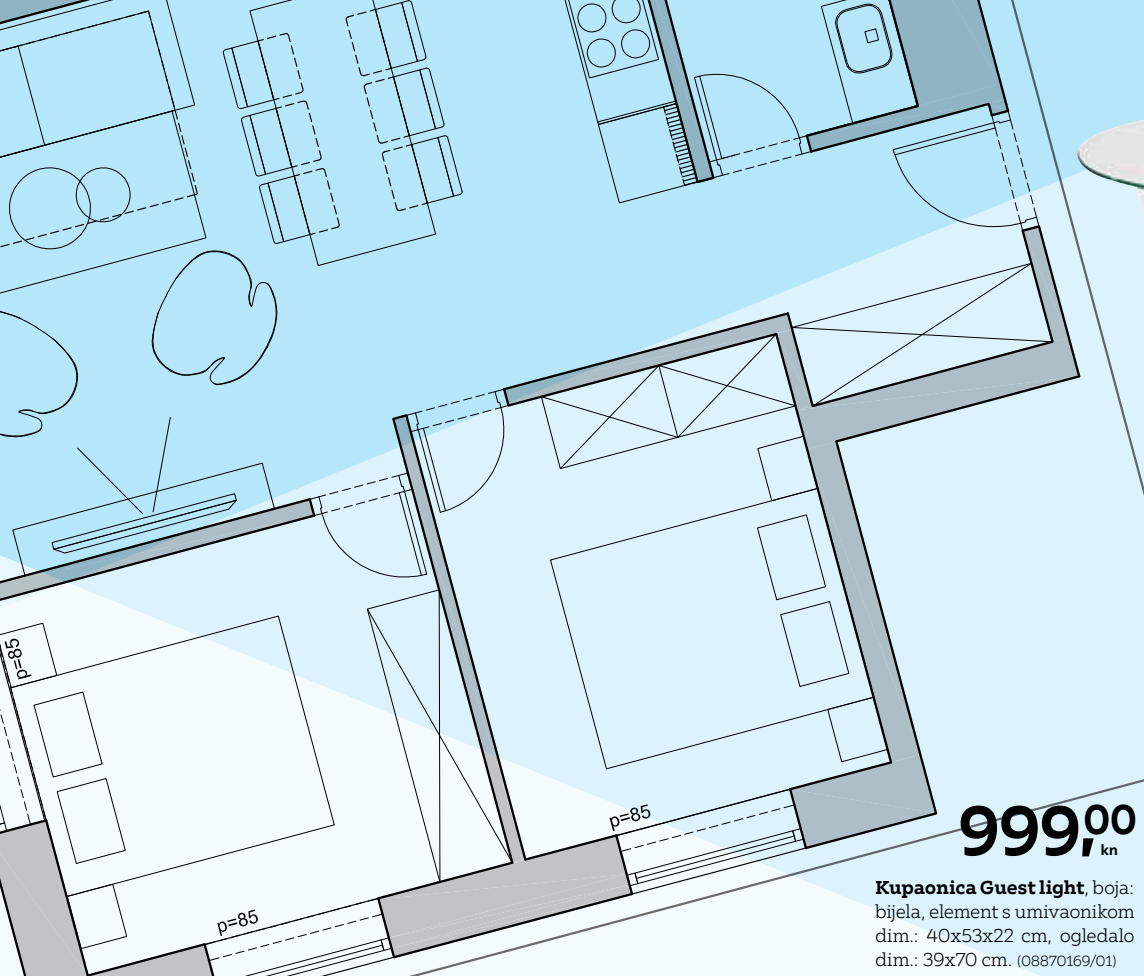 p=85
p=85
p=85
999,00
kn
Kupaonica Guest light, boja:
bijela, element s umivaonikom
dim.: 40x53x22 cm, ogledalo
dim.: 39x70 cm. (08870169/01)